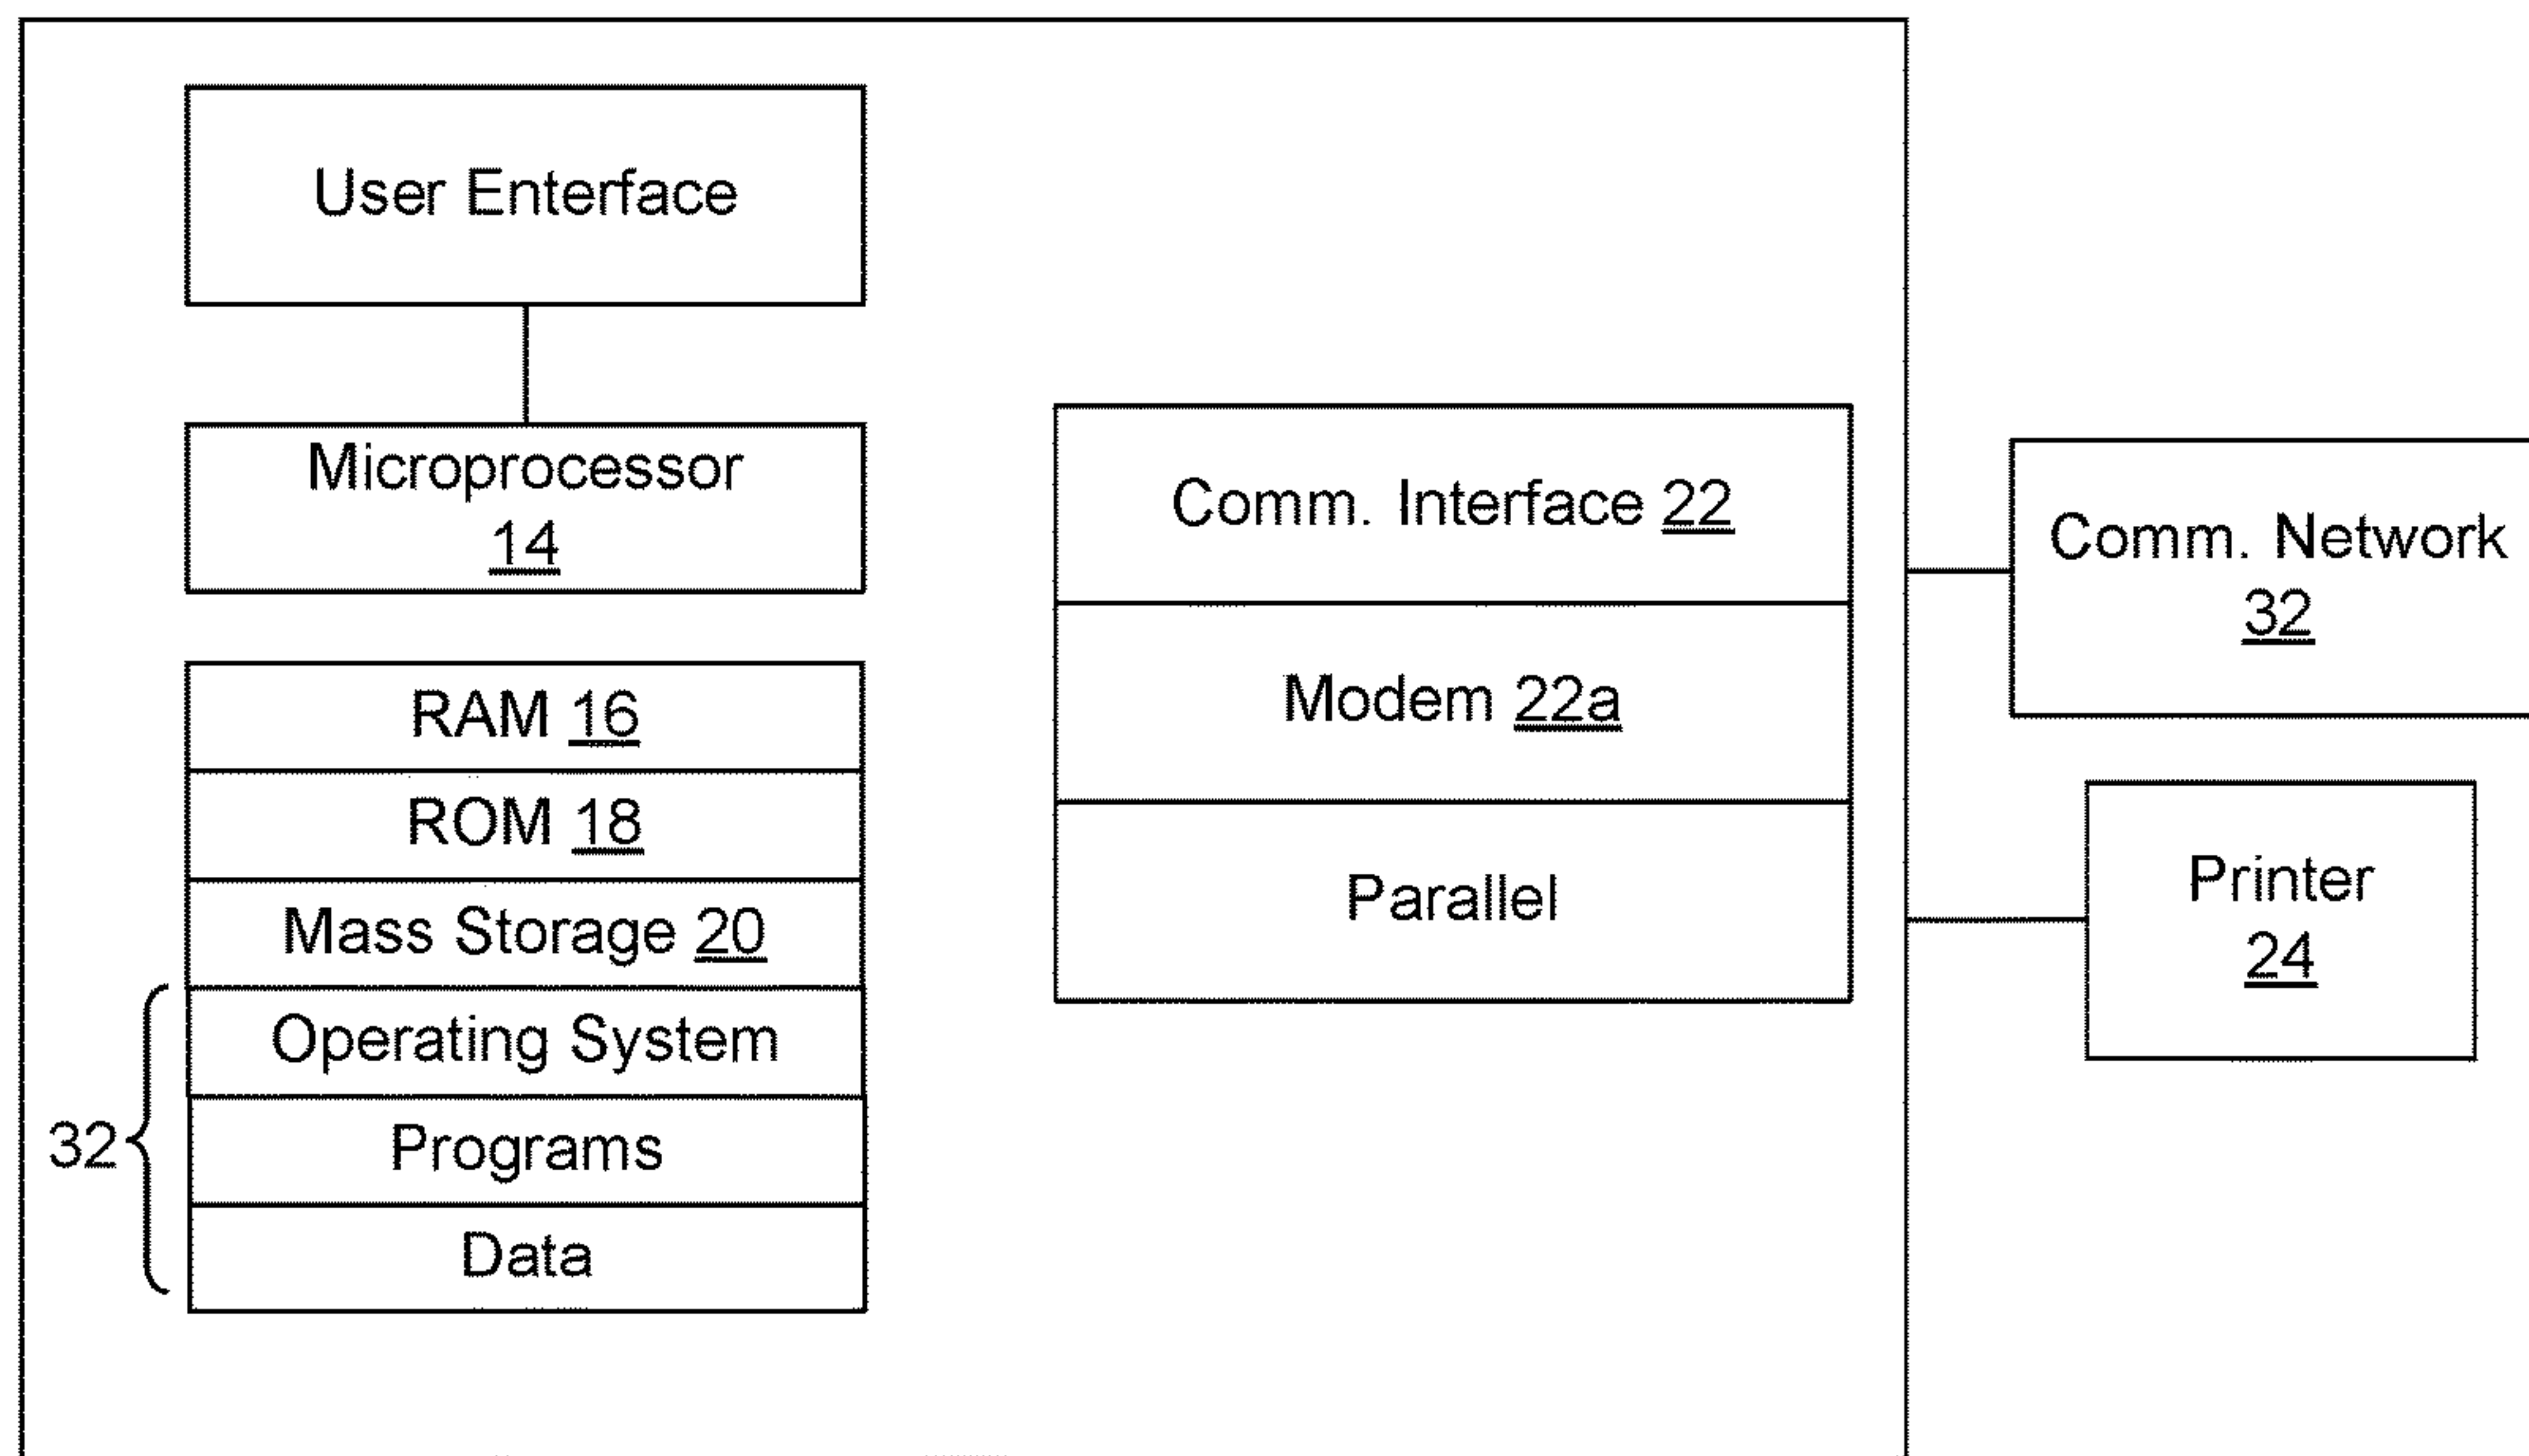 User Enterface
Microprocessor
14
RAM 16
ROM 18
Mass Storage 20
Operating System
Programs
Data
32
Comm. Interface 22
Modem 22a
Parallel
Comm. Network
32
Printer
24